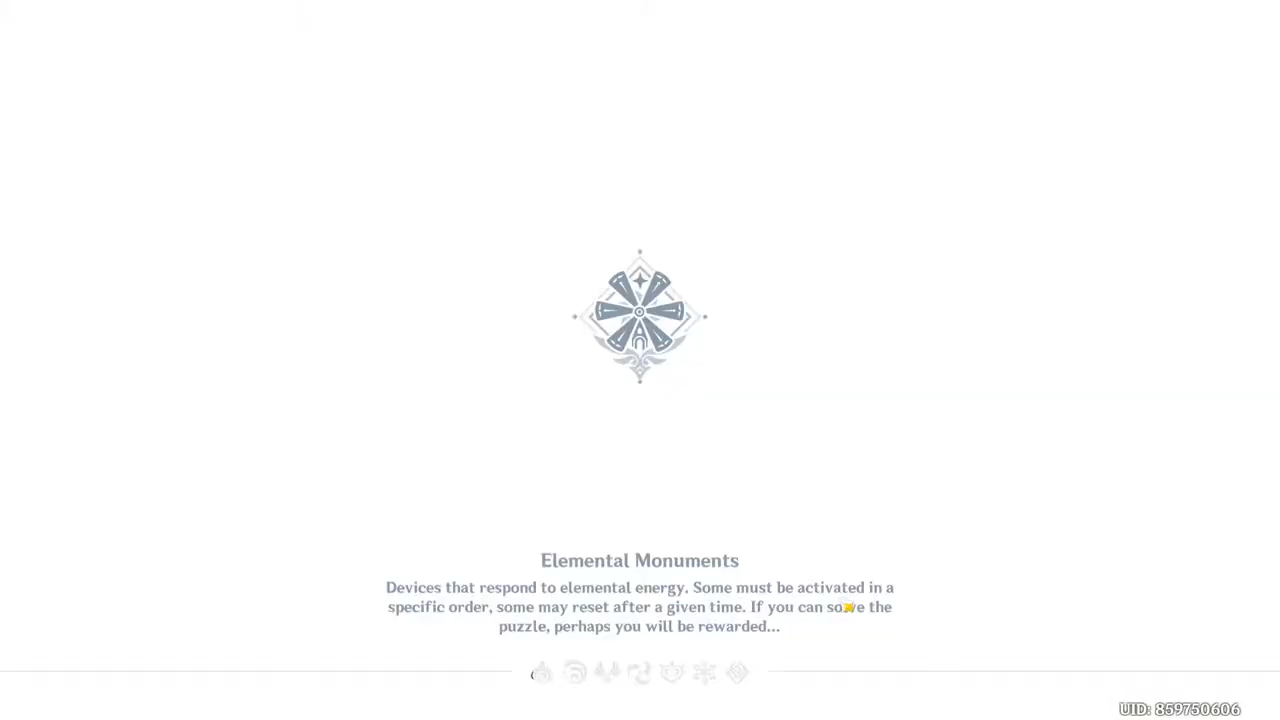 Elemental Monuments
Devices that respond to elemental energy. Some must be activated in a
specific order, some may reset after a given time. If you can solve the
puzzle, perhaps you will be rewarded...
UID: 859750606